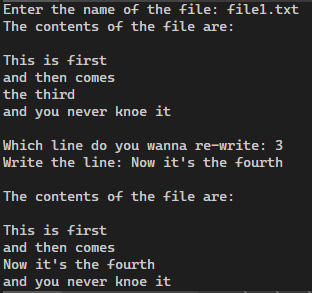 Enter the name of the file: file1.txt
The contents of the file are:
This is first
and then comes
the third
and you never knoe it
Which line do you wanna re-write: 3
Write the line: Now it's the fourth
The contents of the file are:
This is first
and then comes
Now it's the fourth
and you never knoe it